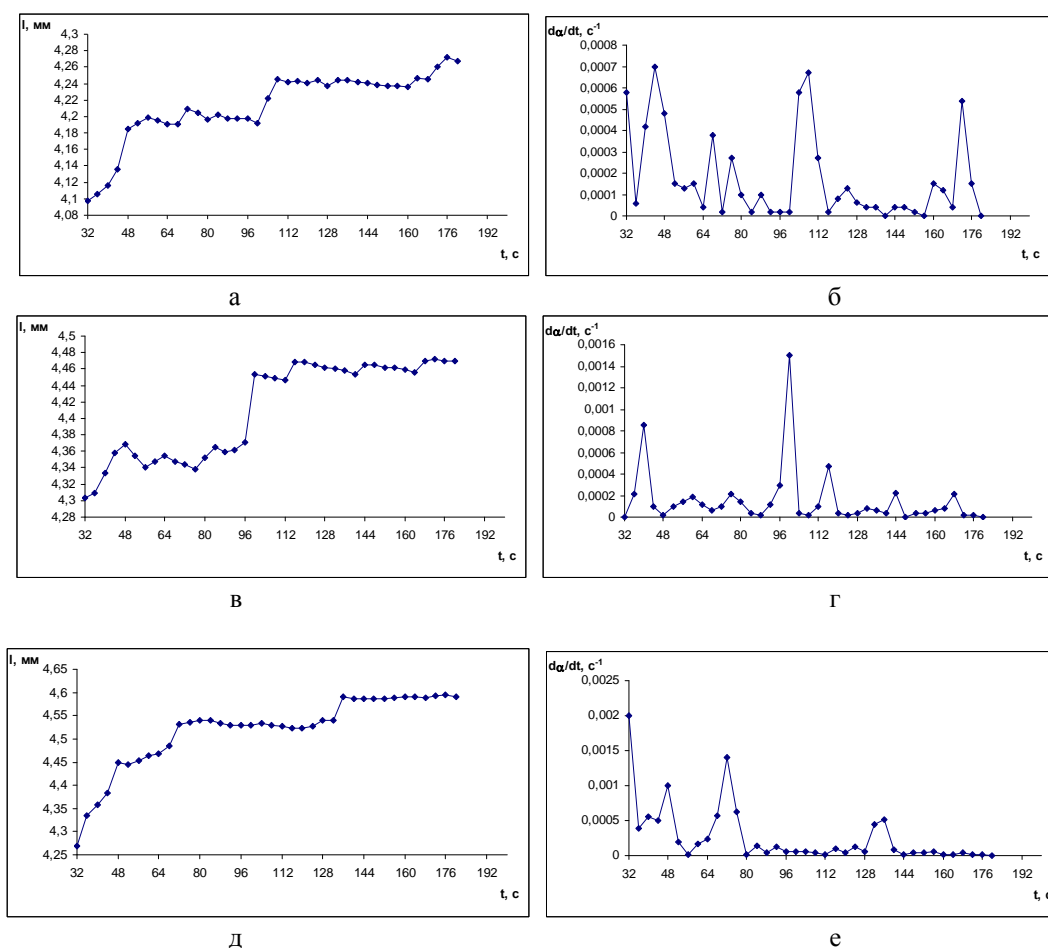 l, мм
4,3
4,28
4,26
4,24
4,22
4,2
4,18
4,16
4,14
4,12
4,1
4,08
32 48 64 80 96 112 128 144 160 176 192
t, с
а
dα/dt, с⁻¹
0,0008
0,0007
0,0006
0,0005
0,0004
0,0003
0,0002
0,0001
0
32 48 64 80 96 112 128 144 160 176 192
t, с
б
l, мм
4,5
4,48
4,46
4,44
4,42
4,4
4,38
4,36
4,34
4,32
4,3
4,28
32 48 64 80 96 112 128 144 160 176 192
t, с
в
dα/dt, с⁻¹
0,0016
0,0014
0,0012
0,001
0,0008
0,0006
0,0004
0,0002
0
32 48 64 80 96 112 128 144 160 176 192
t, с
г
l, мм
4,65
4,6
4,55
4,5
4,45
4,4
4,35
4,3
4,25
32 48 64 80 96 112 128 144 160 176 192
t, с
д
dα/dt, с⁻¹
0,0025
0,002
0,0015
0,001
0,0005
0
32 48 64 80 96 112 128 144 160 176 192
t, с
е